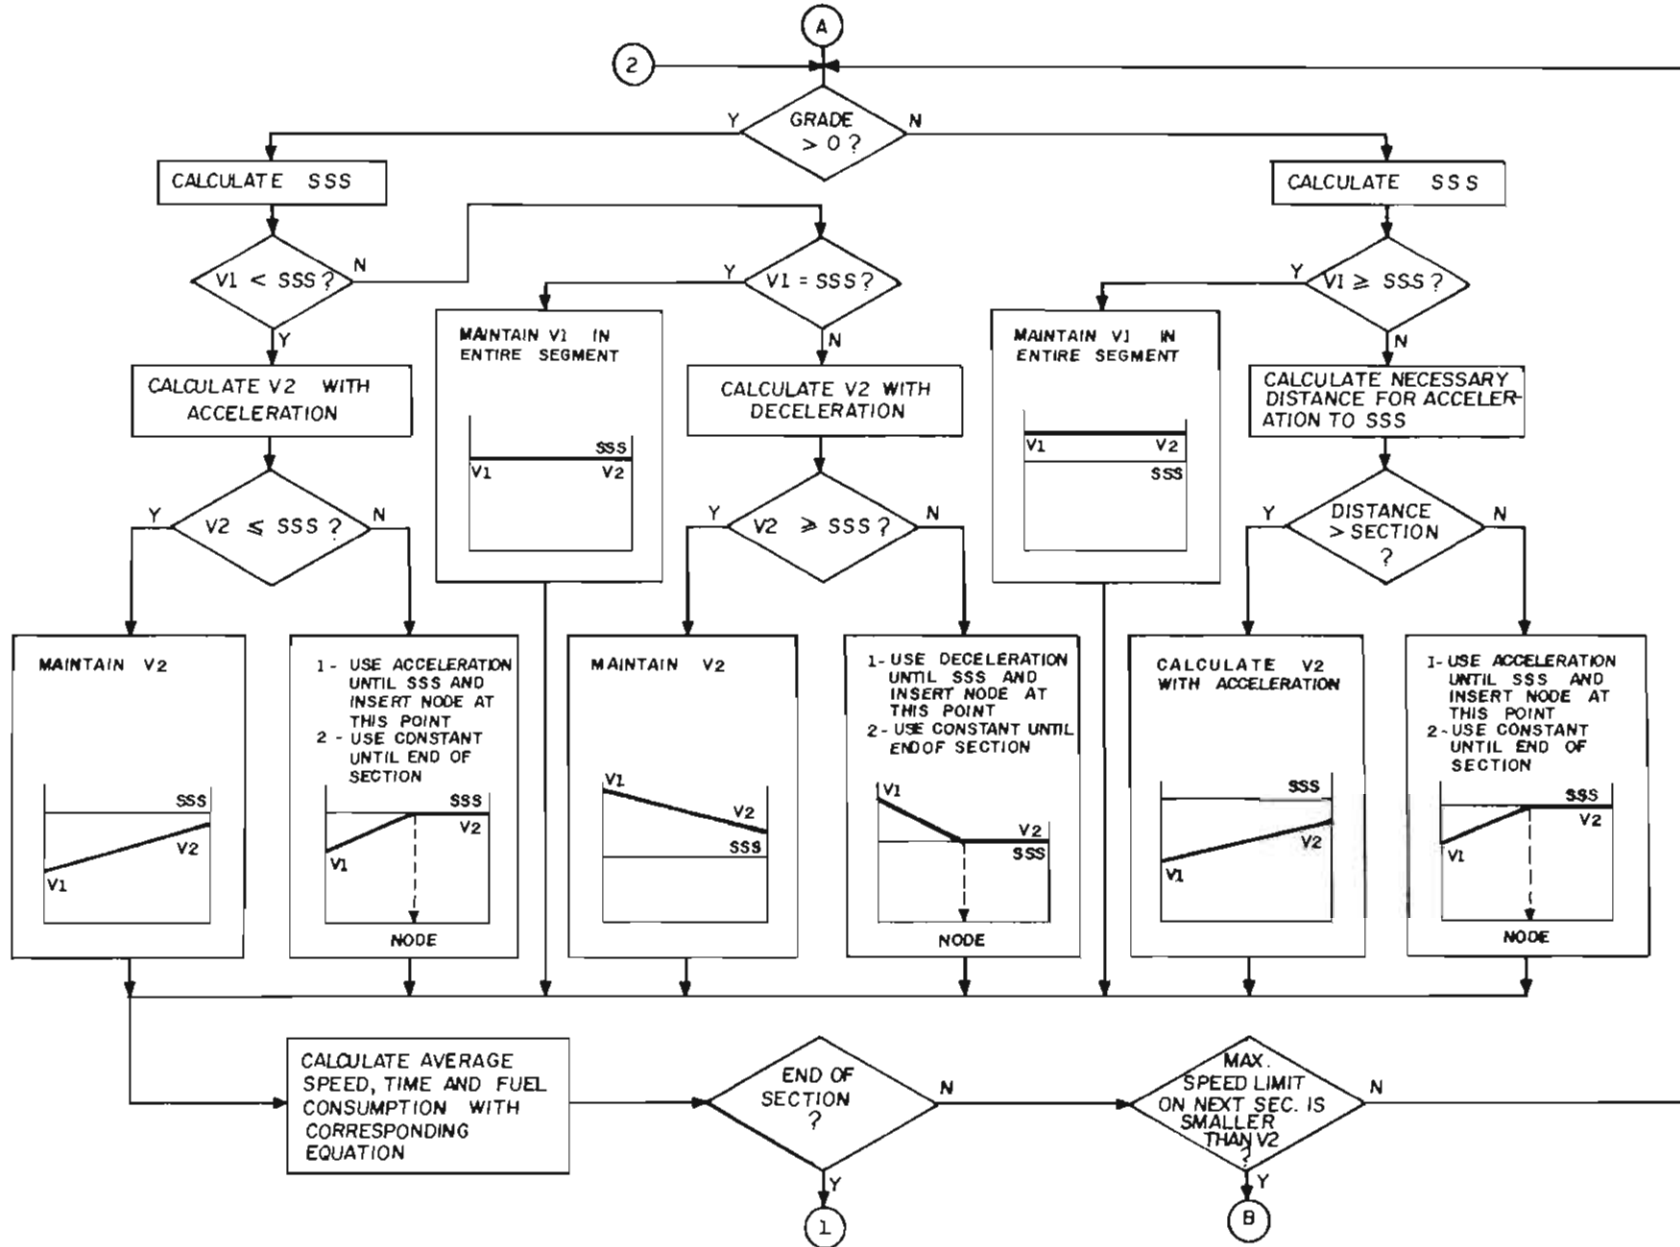 A
2
GRADE
> 0 ?
Y
N
CALCULATE SSS
CALCULATE SSS
V1 < SSS ?
N
Y
V1 = SSS ?
Y
N
V1 ≥ SSS ?
Y
N
MAINTAIN V1 IN
ENTIRE SEGMENT
SSS
V1 V2
MAINTAIN V1 IN
ENTIRE SEGMENT
V1 V2
SSS
CALCULATE V2 WITH
ACCELERATION
CALCULATE V2 WITH
DECELERATION
CALCULATE NECESSARY
DISTANCE FOR ACCELER-
ATION TO SSS
V2 ≤ SSS ?
Y
N
V2 ≥ SSS ?
Y
N
DISTANCE
> SECTION
?
Y
N
MAINTAIN V2
SSS
V2
V1
1 - USE ACCELERATION
UNTIL SSS AND
INSERT NODE AT
THIS POINT
2 - USE CONSTANT
UNTIL END OF
SECTION
SSS
V2
V1
NODE
MAINTAIN V2
V1
V2
SSS
1 - USE DECELERATION
UNTIL SSS AND
INSERT NODE AT
THIS POINT
2 - USE CONSTANT UNTIL
END OF SECTION
V1
V2
SSS
NODE
CALCULATE V2
WITH ACCELERATION
SSS
V2
V1
1 - USE ACCELERATION
UNTIL SSS AND
INSERT NODE AT
THIS POINT
2 - USE CONSTANT
UNTIL END OF
SECTION
SSS
V2
V1
NODE
CALCULATE AVERAGE
SPEED, TIME AND FUEL
CONSUMPTION WITH
CORRESPONDING
EQUATION
END OF
SECTION
?
N
Y
MAX.
SPEED LIMIT
ON NEXT SEC. IS
SMALLER
THAN V2
?
N
Y
1
B